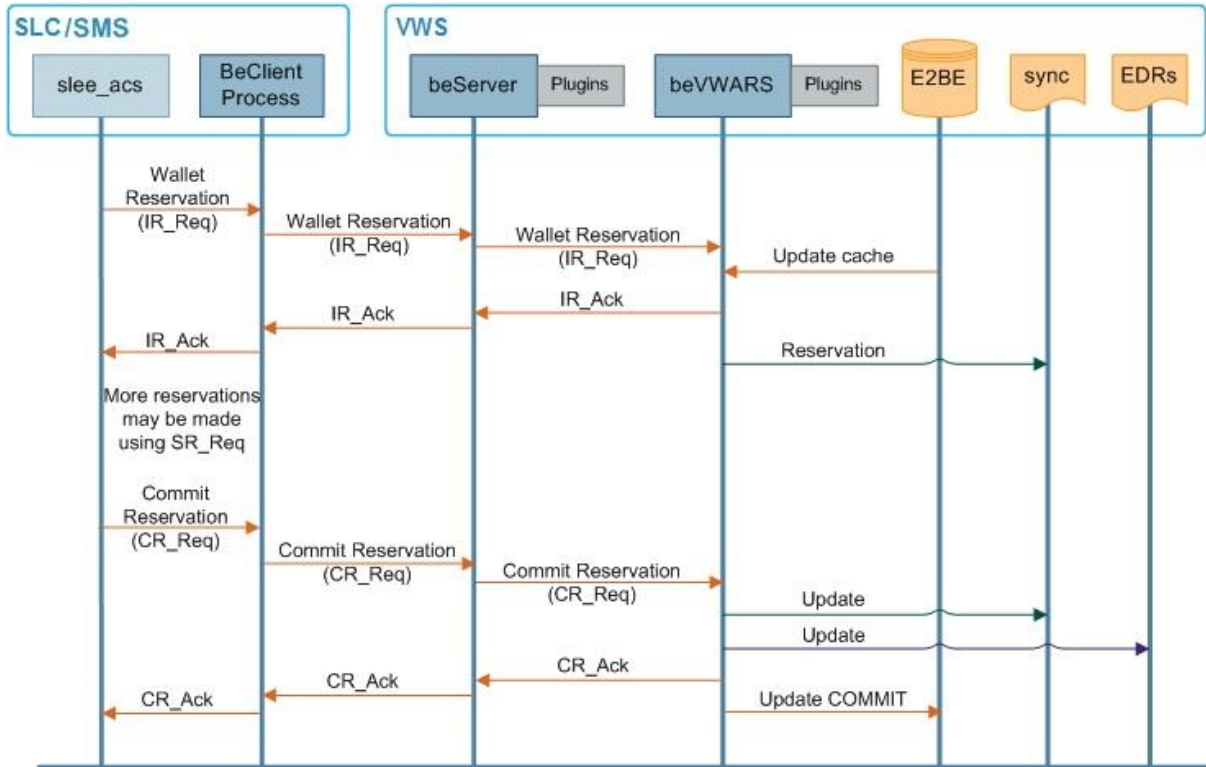 SLC/SMS
VWS
slee_acs
BeClient
Process
beServer
Plugins
beVWARS
Plugins
E2BE
sync
EDRs
Wallet
Reservation
(IR_Req)
Wallet Reservation
(IR_Req)
Wallet Reservation
(IR_Req)
Update cache
IR_Ack
IR_Ack
IR_Ack
Reservation
More reservations
may be made
using SR_Req
Commit
Reservation
(CR_Req)
Commit Reservation
(CR_Req)
Commit Reservation
(CR_Req)
Update
Update
CR_Ack
CR_Ack
CR_Ack
Update COMMIT